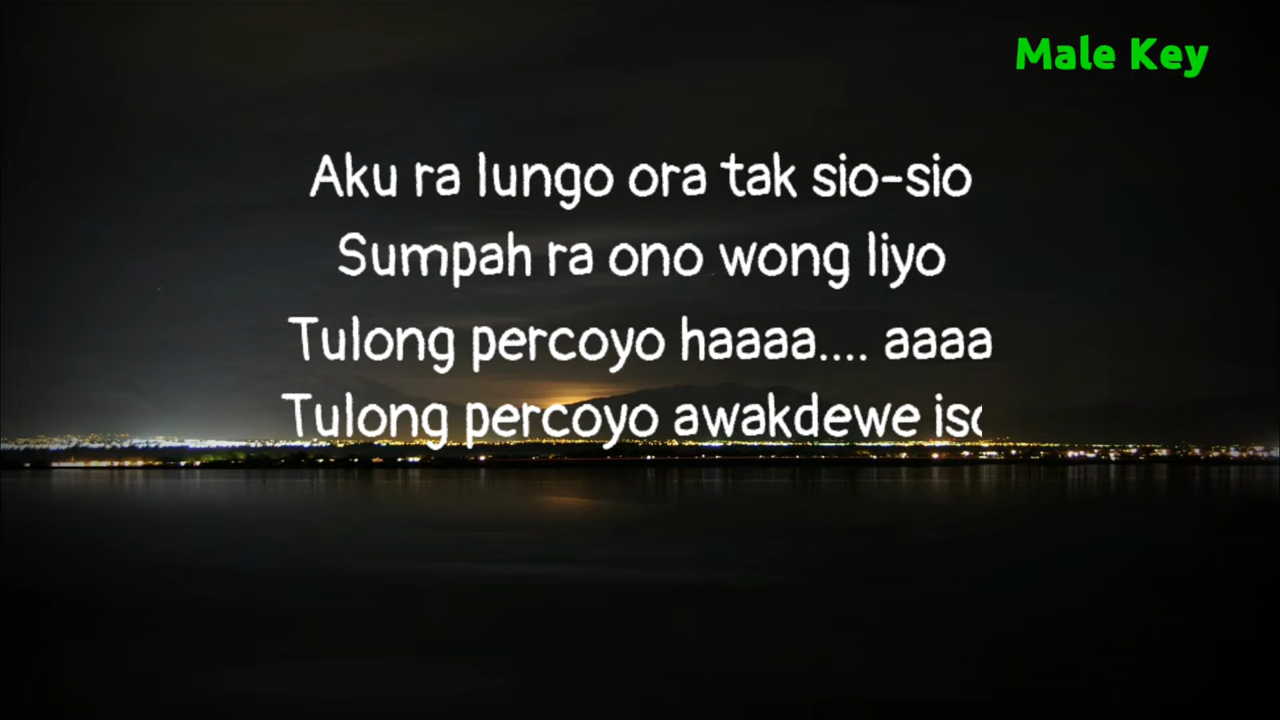 Male Key
Aku ra lungo ora tak sio-sio
Sumpah ra ono wong liyo
Tulong percoyo haaaa.... aaaa
Tulong percoyo awakdewe